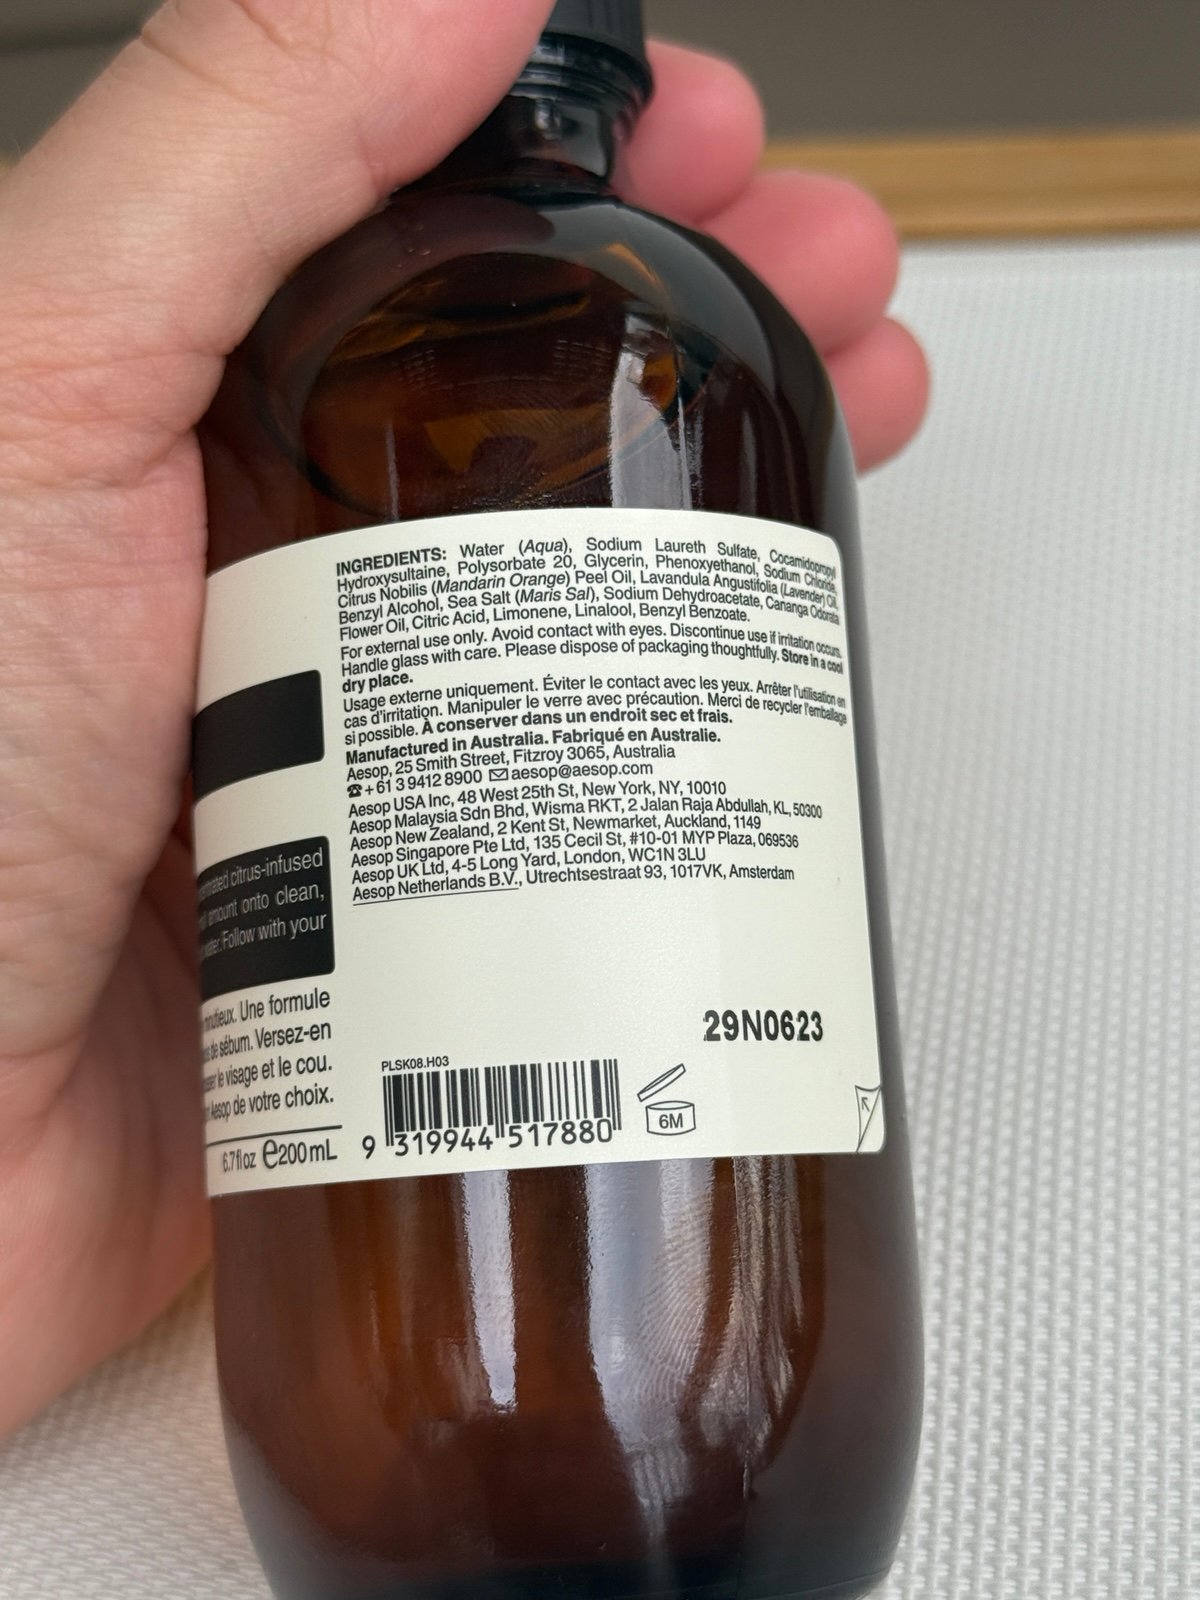 INGREDIENTS: Water (Aqua), Sodium Laureth Sulfate, Cocamidopropyl
Hydroxysultaine, Polysorbate 20, Glycerin, Phenoxyethanol, Sodium Chloride,
Citrus Nobilis (Mandarin Orange) Peel Oil, Lavandula Angustifolia (Lavender) Oil,
Benzyl Alcohol, Sea Salt (Maris Sal), Sodium Dehydroacetate, Cananga Odorata
Flower Oil, Citric Acid, Limonene, Linalool, Benzyl Benzoate.
For external use only. Avoid contact with eyes. Discontinue use if irritation occurs.
Handle glass with care. Please dispose of packaging thoughtfully. Store in a cool
dry place.
Usage externe uniquement. Éviter le contact avec les yeux. Arrêter l'utilisation en
cas d'irritation. Manipuler le verre avec précaution. Merci de recycler l'emballage
si possible. À conserver dans un endroit sec et frais.
Manufactured in Australia. Fabriqué en Australie.
Aesop, 25 Smith Street, Fitzroy 3065, Australia
☎+61 3 9412 8900 ✉aesop@aesop.com
Aesop USA Inc, 48 West 25th St, New York, NY, 10010
Aesop Malaysia Sdn Bhd, Wisma RKT, 2 Jalan Raja Abdullah, KL, 50300
Aesop New Zealand, 2 Kent St, Newmarket, Auckland, 1149
Aesop Singapore Pte Ltd, 135 Cecil St, #10-01 MYP Plaza, 069536
Aesop UK Ltd, 4-5 Long Yard, London, WC1N 3LU
Aesop Netherlands B.V., Utrechtsestraat 93, 1017VK, Amsterdam
citrus-infused
amount onto clean,
Follow with your
Une formule
de sébum. Versez-en
le visage et le cou.
Aesop de votre choix.
6.7 fl oz ℮200 mL
29N0623
PLSK08.H03
9 319944 517880
6M